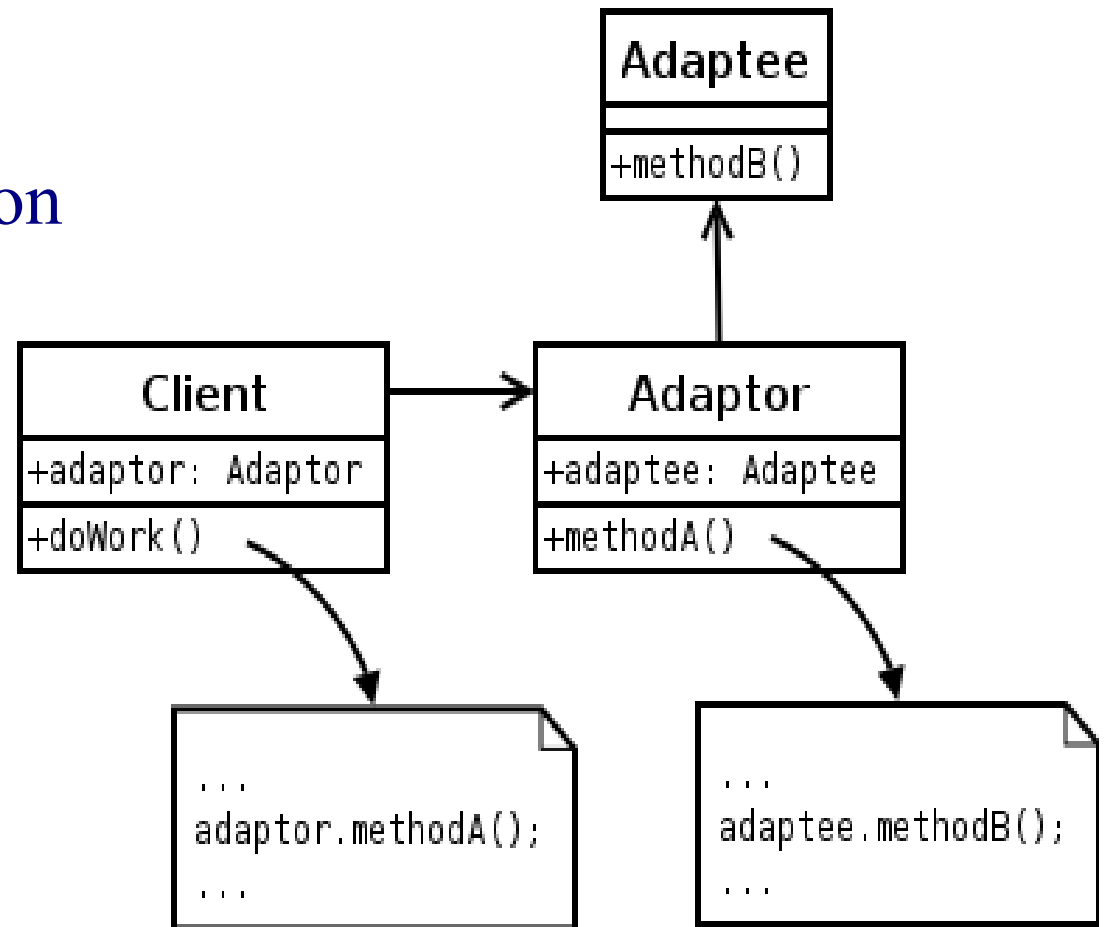 Adaptee
+methodB()
on
Client
+adaptor: Adaptor
+doWork()
Adaptor
+adaptee: Adaptee
+methodA()
...
adaptor.methodA();
...
...
adaptee.methodB();
...